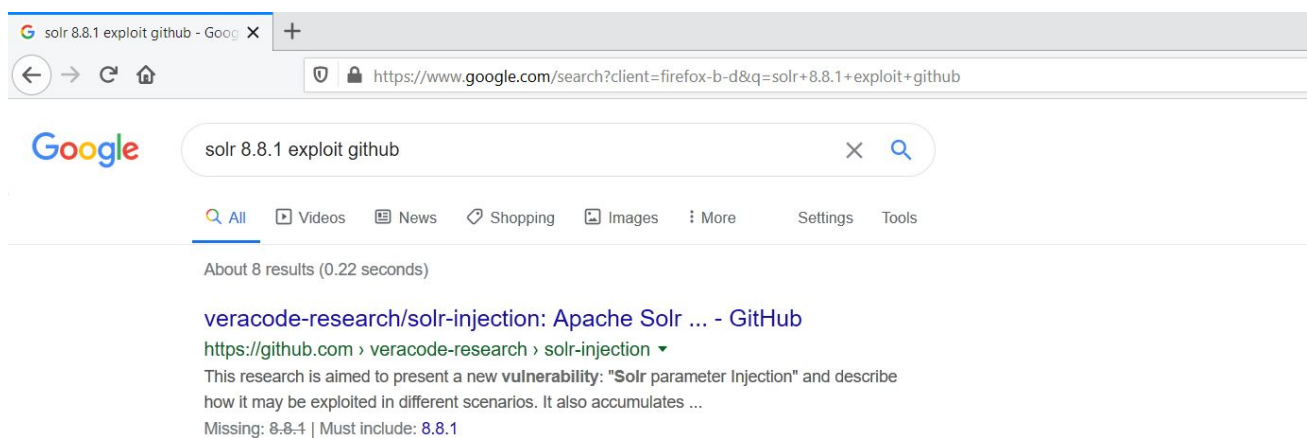 G solr 8.8.1 exploit github - Goog
https://www.google.com/search?client=firefox-b-d&q=solr+8.8.1+exploit+github
Google
solr 8.8.1 exploit github
All Videos News Shopping Images More Settings Tools
About 8 results (0.22 seconds)
veracode-research/solr-injection: Apache Solr ... - GitHub
https://github.com › veracode-research › solr-injection
This research is aimed to present a new vulnerability: "Solr parameter Injection" and describe
how it may be exploited in different scenarios. It also accumulates ...
Missing: 8.8.1 | Must include: 8.8.1